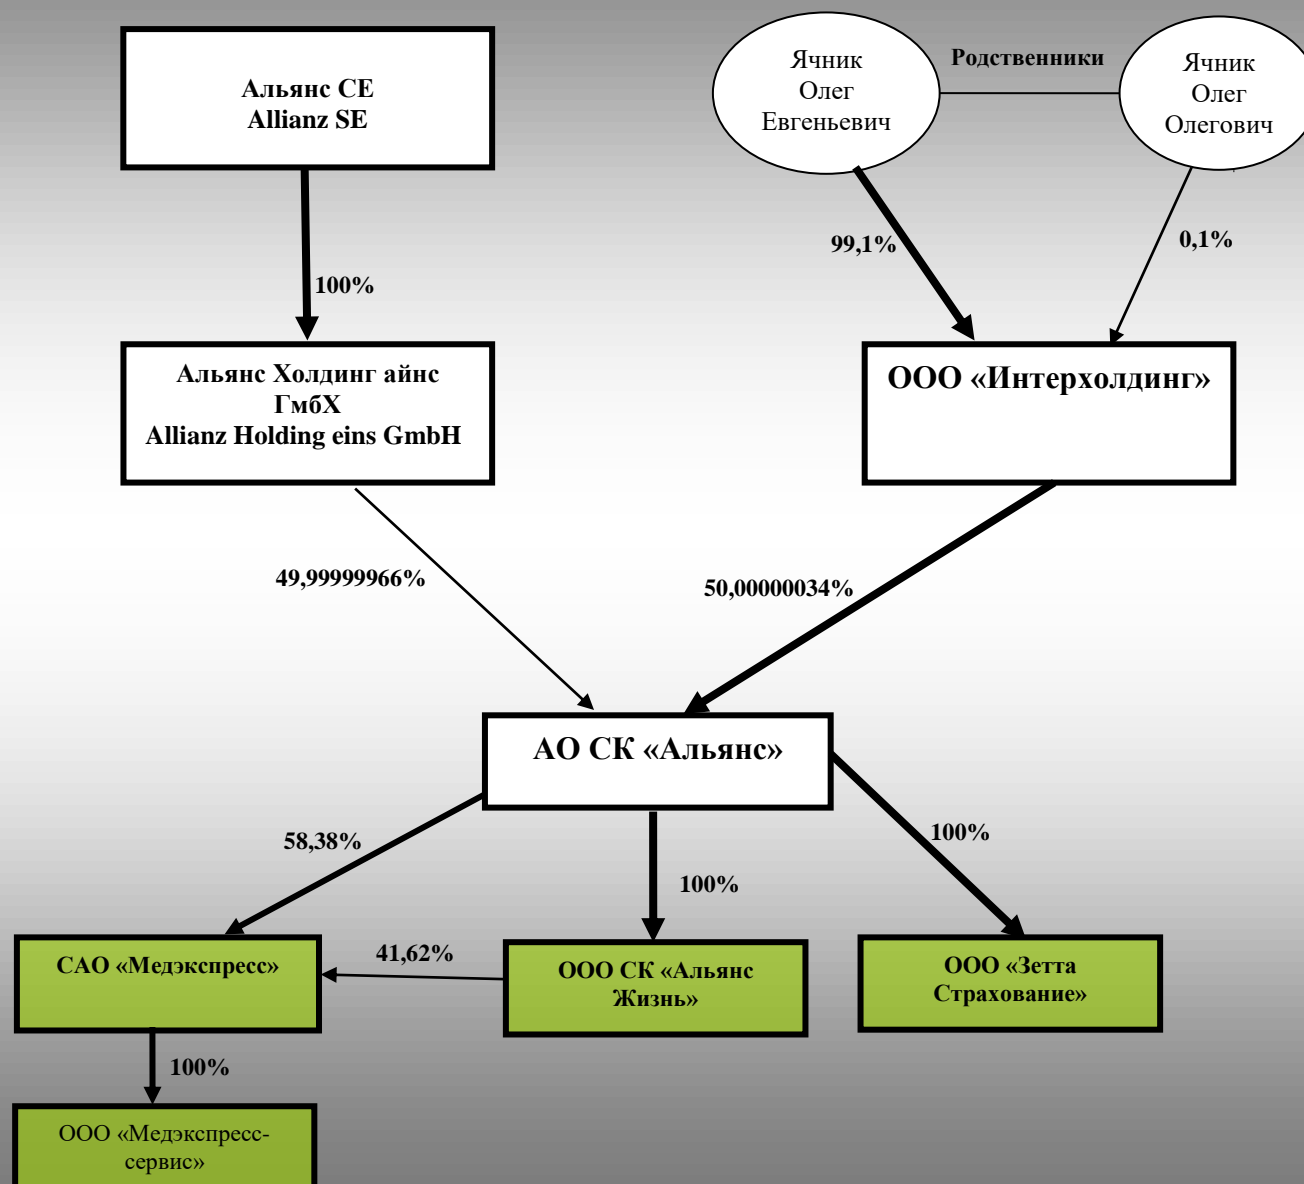 Альянс СЕ
Allianz SE
Ячник
Олег
Евгеньевич
Родственники
Ячник
Олег
Олегович
100%
99,1%
0,1%
Альянс Холдинг айнс
ГмбХ
Allianz Holding eins GmbH
ООО «Интерхолдинг»
49,99999966%
50,00000034%
АО СК «Альянс»
58,38%
100%
100%
САО «Медэкспресс»
41,62%
ООО СК «Альянс
Жизнь»
ООО «Зетта
Страхование»
100%
ООО «Медэкспресс-
сервис»